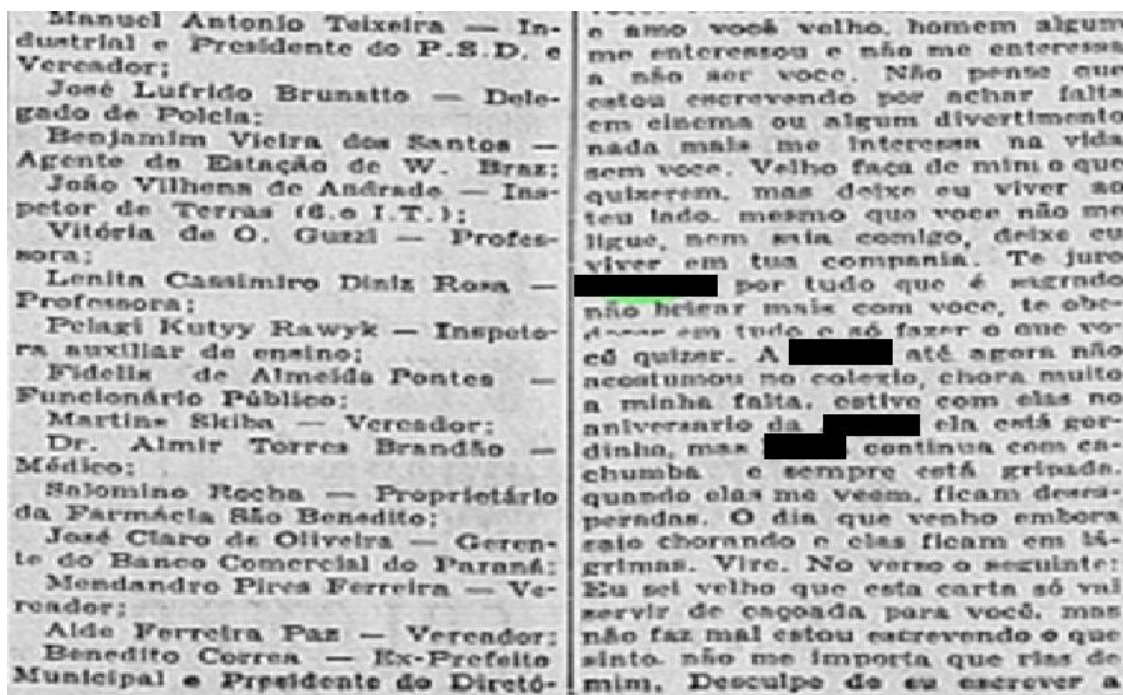 Manuel Antonio Teixeira — In-
dustrial e Presidente do P.S.D. e
Vereador;
José Lufrido Brunatto — Dele-
gado de Polcia;
Benjamim Vieira dos Santos —
Agente da Estação de W. Braz;
João Vilhena de Andrade — Ins-
petor de Terras (6.o I.T.);
Vitória de O. Guzzi — Profes-
sora;
Lenita Cassimiro Diniz Rosa —
Professora;
Pelagi Kutyy Rawyk — Inspeto-
ra auxiliar de ensino;
Fidelis de Almeida Pontes —
Funcionário Público;
Martins Skiba — Vereador;
Dr. Almir Torres Brandão —
Médico;
Salomino Rocha — Proprietário
da Farmácia São Benedito;
José Claro de Oliveira — Geren-
te do Banco Comercial do Paraná;
Mendandro Pires Ferreira — Ve-
reador;
Aldo Ferreira Paz — Vereador;
Benedito Correa — Ex-Prefeito
Municipal e Presidente do Diretó-
e amo você velho, homem algum
me enteressou e não me enteressa
a não ser voce. Não pense que
estou escrevendo por achar falta
em cinema ou algum divertimento
nada mais me interessa na vida
sem voce. Velho faça de mim o que
quizerem, mas deixe eu viver ao
teu lado, mesmo que voce não me
ligue, nem saia comigo, deixe eu
viver em tua compania. Te juro
por tudo que é sagrado
não brigar mais com voce, te obe-
decer em tudo e só fazer o que vo-
cê quizer. A até agora não
acostumou no colegio, chora muito
a minha falta, estive com elas no
aniversario da ela está gor-
dinha, mas continua com ca-
chumba e sempre está gripada.
quando elas me veem, ficam deses-
peradas. O dia que venho embora
saio chorando e elas ficam em lá-
grimas. Vire. No verso o seguinte:
Eu sei velho que esta carta só vai
servir de caçoada para você, mas
não faz mal estou escrevendo o que
sinto, não me importa que rias de
mim. Desculpe de eu escrever a